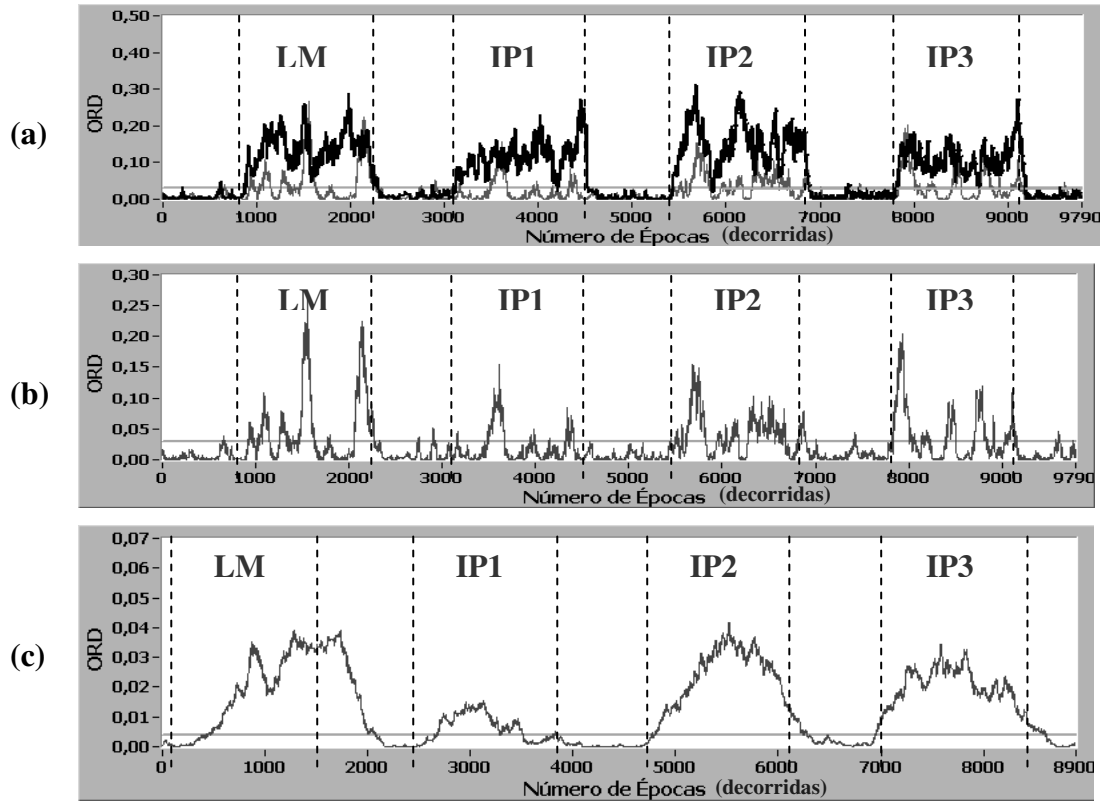 (a)
ORD
0,50
0,40
0,30
0,20
0,10
0,00
LM IP1 IP2 IP3
0 1000 2000 3000 4000 5000 6000 7000 8000 9000 9790
Número de Épocas (decorridas)
(b)
ORD
0,30
0,25
0,20
0,15
0,10
0,05
0,00
LM IP1 IP2 IP3
0 1000 2000 3000 4000 5000 6000 7000 8000 9000 9790
Número de Épocas (decorridas)
(c)
ORD
0,07
0,06
0,05
0,04
0,03
0,02
0,01
0,00
LM IP1 IP2 IP3
0 1000 2000 3000 4000 5000 6000 7000 8000 8900
Número de Épocas (decorridas)